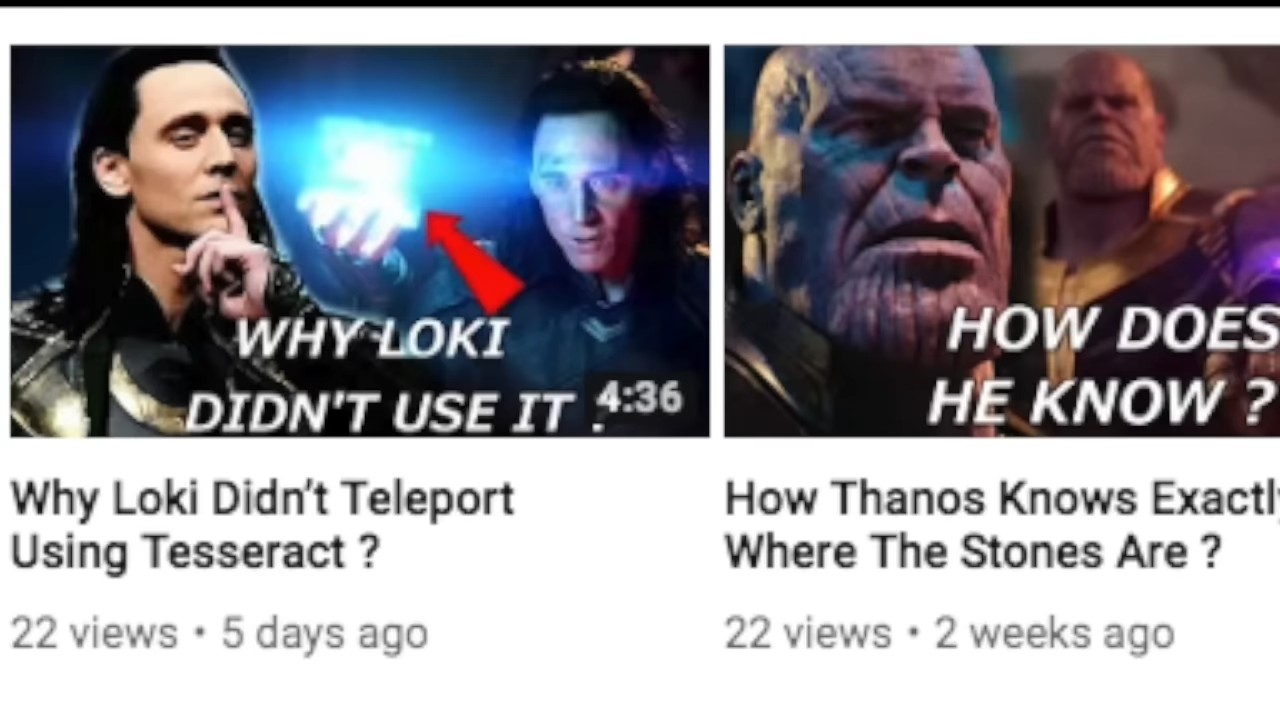 WHY LOKI
DIDN'T USE IT ?
4:36
HOW DOES
HE KNOW ?
Why Loki Didn't Teleport
Using Tesseract ?
22 views • 5 days ago
How Thanos Knows Exactly
Where The Stones Are ?
22 views • 2 weeks ago